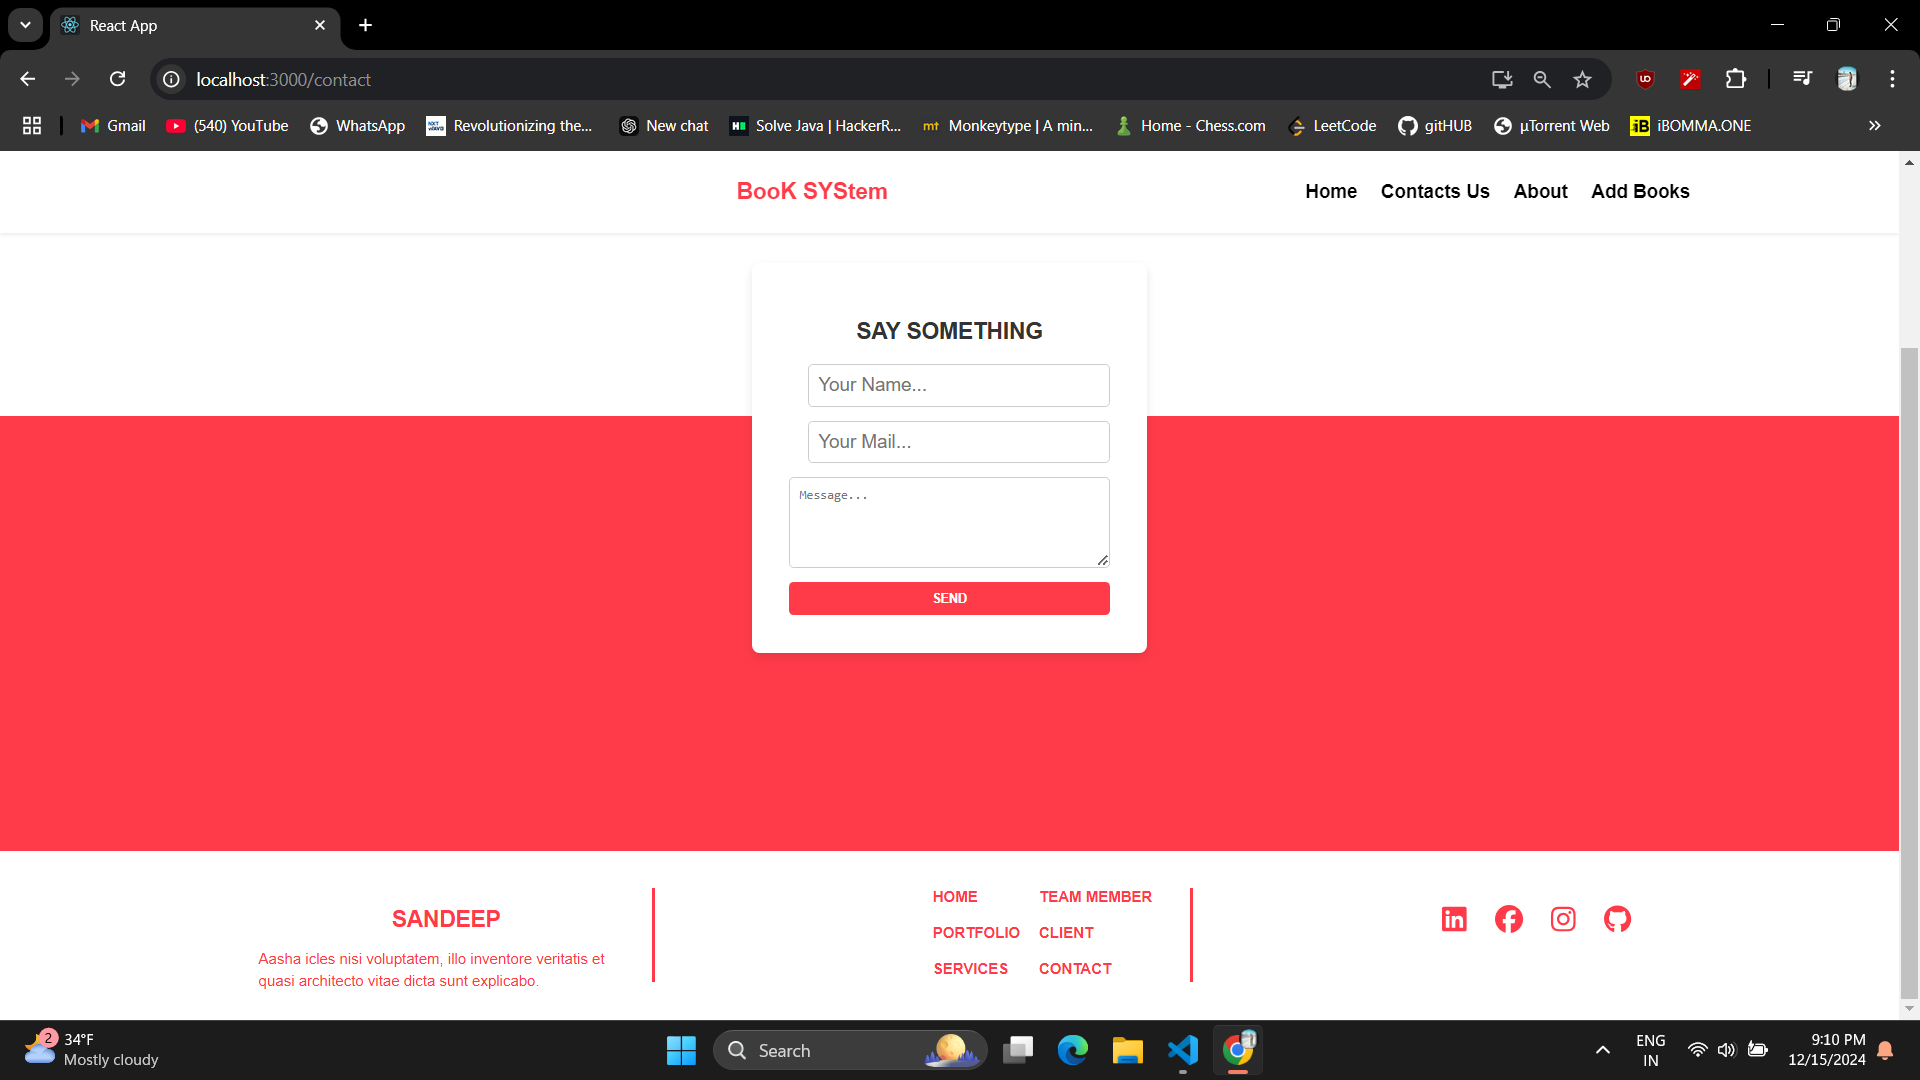 React App
localhost:3000/contact
Gmail
(540) YouTube
WhatsApp
NXT WAVE
Revolutionizing the...
New chat
Solve Java | HackerR...
mt
Monkeytype | A min...
Home - Chess.com
LeetCode
gitHUB
µTorrent Web
iB
iBOMMA.ONE
BooK SYStem
Home
Contacts Us
About
Add Books
SAY SOMETHING
Your Name...
Your Mail...
Message...
SEND
SANDEEP
Aasha icles nisi voluptatem, illo inventore veritatis et
quasi architecto vitae dicta sunt explicabo.
HOME
TEAM MEMBER
PORTFOLIO
CLIENT
SERVICES
CONTACT
2
34°F
Mostly cloudy
Search
ENG
IN
9:10 PM
12/15/2024